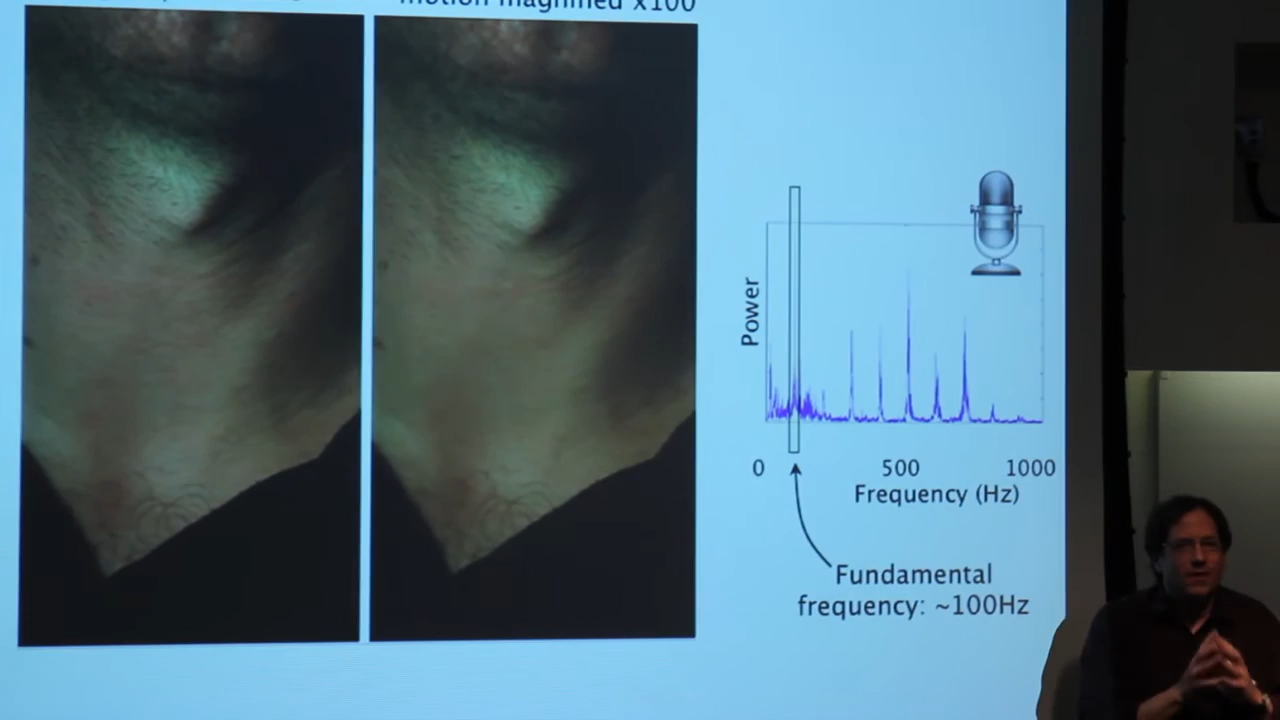 motion magnified x100
Power
0
500
1000
Frequency (Hz)
Fundamental
frequency: ~100Hz